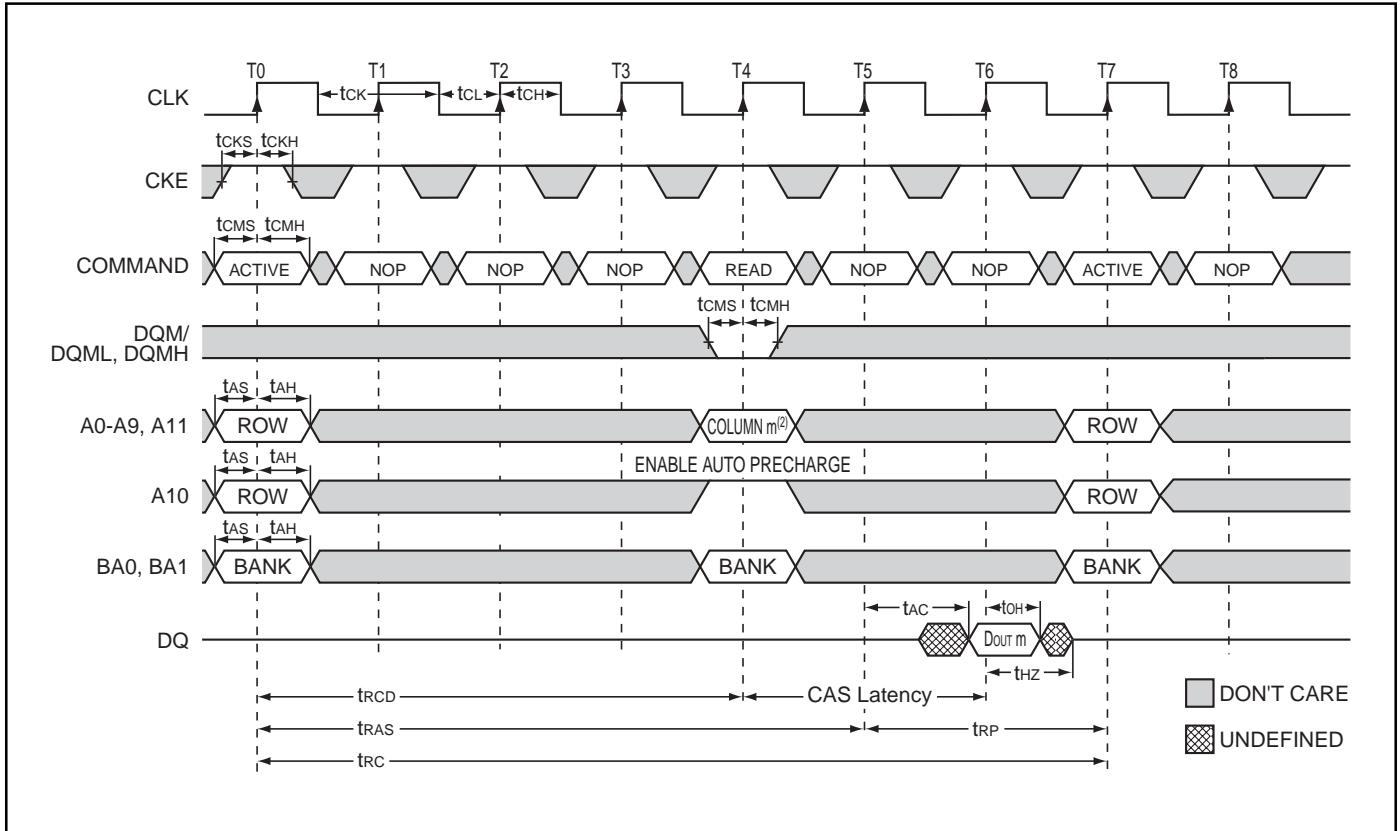 T0 T1 T2 T3 T4 T5 T6 T7 T8
CLK tCK tCL tCH
tCKS tCKH
CKE
tCMS tCMH
COMMAND ACTIVE NOP NOP NOP READ NOP NOP ACTIVE NOP
tCMS tCMH
DQM/
DQML, DQMH
tAS tAH
A0-A9, A11 ROW COLUMN m(2) ROW
tAS tAH ENABLE AUTO PRECHARGE
A10 ROW ROW
tAS tAH
BA0, BA1 BANK BANK BANK
tAC tOH
DQ DOUT m
tHZ
tRCD CAS Latency
DON'T CARE
tRAS tRP
UNDEFINED
tRC